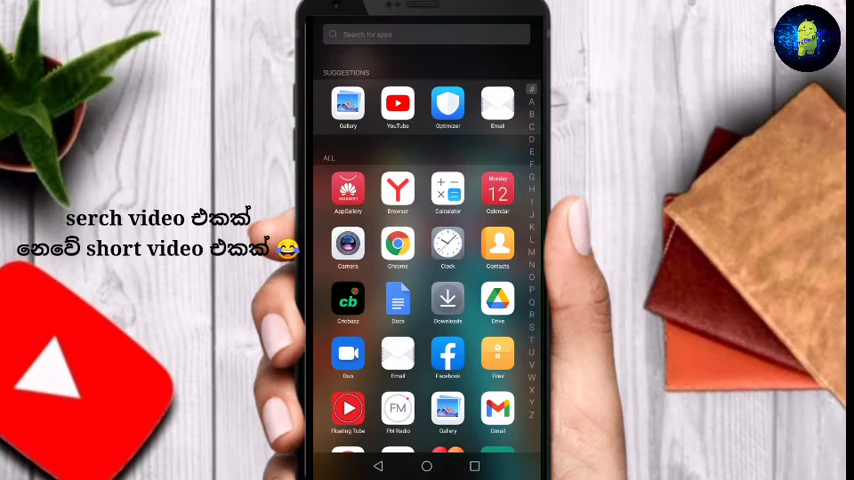 Search for apps
SUGGESTIONS
Gallery YouTube Optimizer Email
ALL
AppGallery Browser Calculator Calendar
Monday
12
Camera Chrome Clock Contacts
cb
Cricbuzz Docs Downloads Drive
Duo Email Facebook Files
FM
Floating Tube FM Radio Gallery Gmail
#
A
B
C
D
E
F
G
H
I
J
K
L
M
N
O
P
Q
R
S
T
U
V
W
X
Y
Z
serch video එකක්
නෙවේ short video එකක් 😂